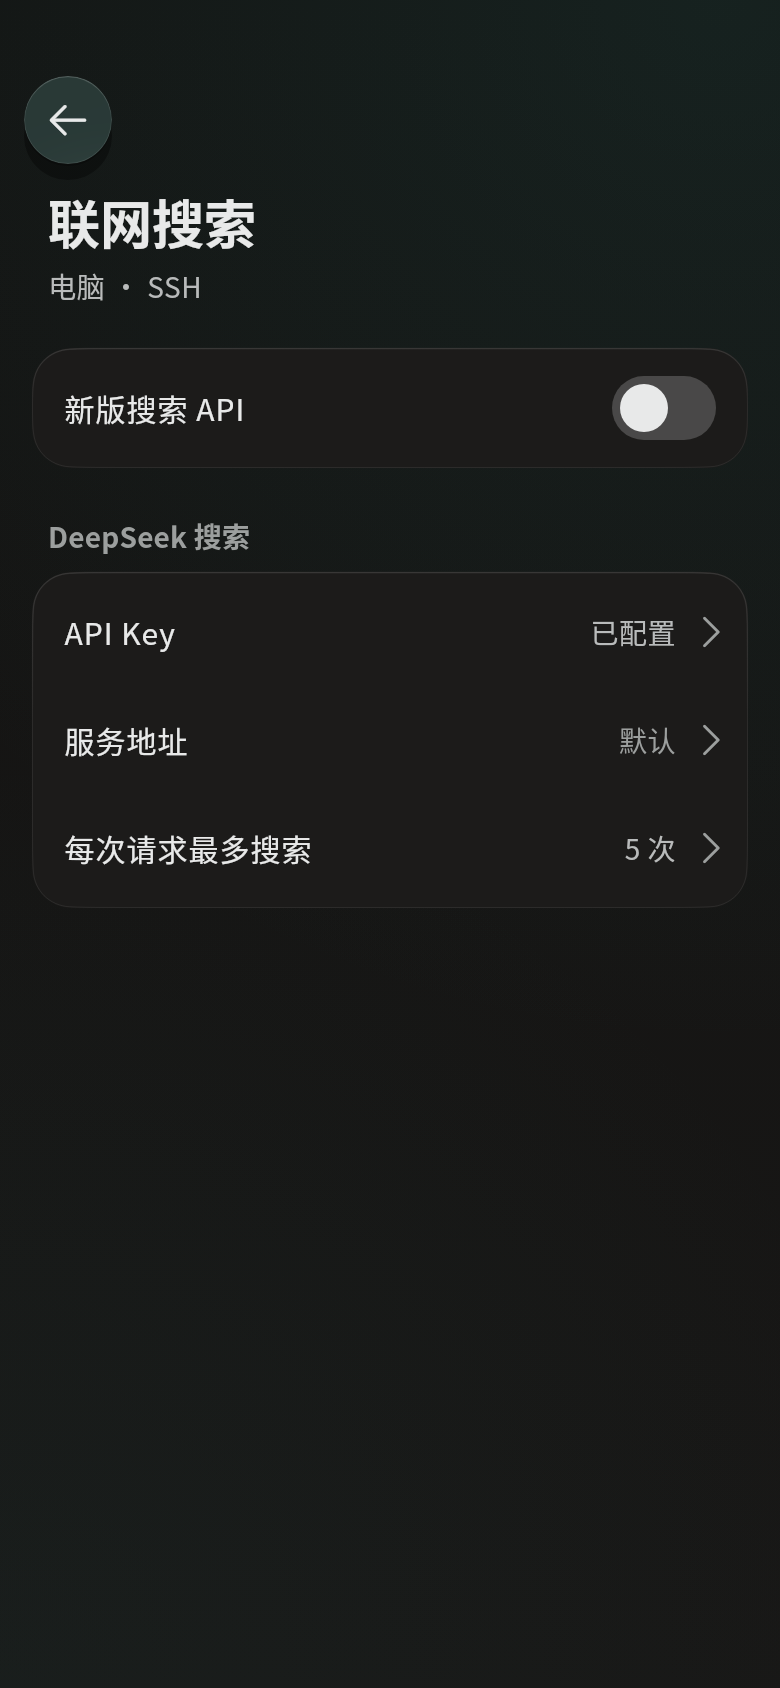 联网搜索
电脑 · SSH
新版搜索 API
DeepSeek 搜索
API Key 已配置
服务地址 默认
每次请求最多搜索 5 次